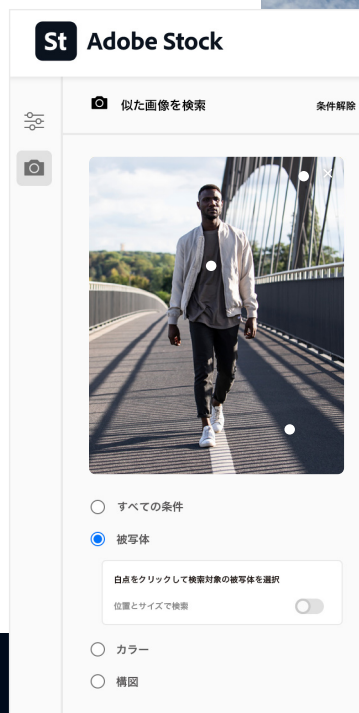 St Adobe Stock
似た画像を検索 条件解除
すべての条件
被写体
白点をクリックして検索対象の被写体を選択
位置とサイズで検索
カラー
構図